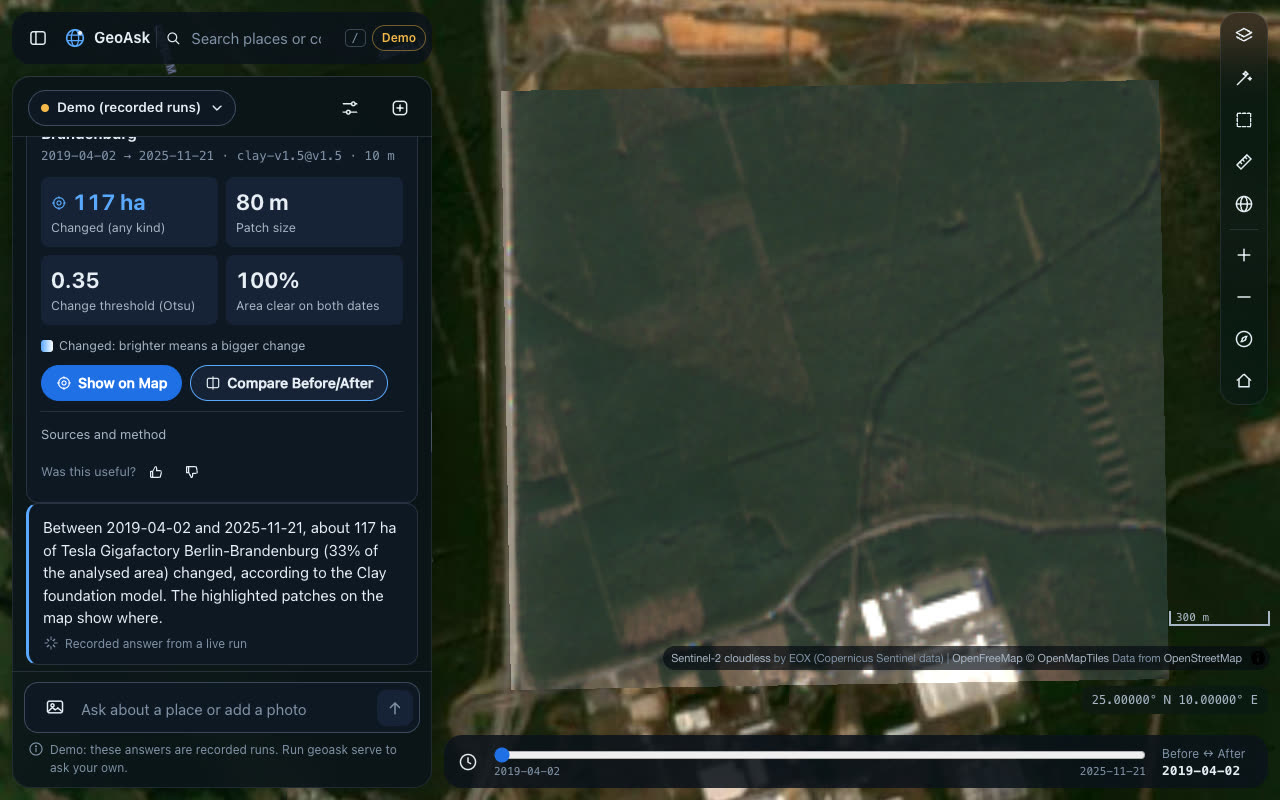 GeoAsk
Search places or co
/
Demo
Demo (recorded runs)
Brandenburg
2019-04-02 → 2025-11-21 · clay-v1.5@v1.5 · 10 m
117 ha
Changed (any kind)
80 m
Patch size
0.35
Change threshold (Otsu)
100%
Area clear on both dates
Changed: brighter means a bigger change
Show on Map
Compare Before/After
Sources and method
Was this useful?
Between 2019-04-02 and 2025-11-21, about 117 ha
of Tesla Gigafactory Berlin-Brandenburg (33% of
the analysed area) changed, according to the Clay
foundation model. The highlighted patches on the
map show where.
Recorded answer from a live run
Ask about a place or add a photo
Demo: these answers are recorded runs. Run geoask serve to
ask your own.
300 m
Sentinel-2 cloudless by EOX (Copernicus Sentinel data) | OpenFreeMap © OpenMapTiles Data from OpenStreetMap
25.00000° N 10.00000° E
2019-04-02
2025-11-21
Before ↔ After
2019-04-02